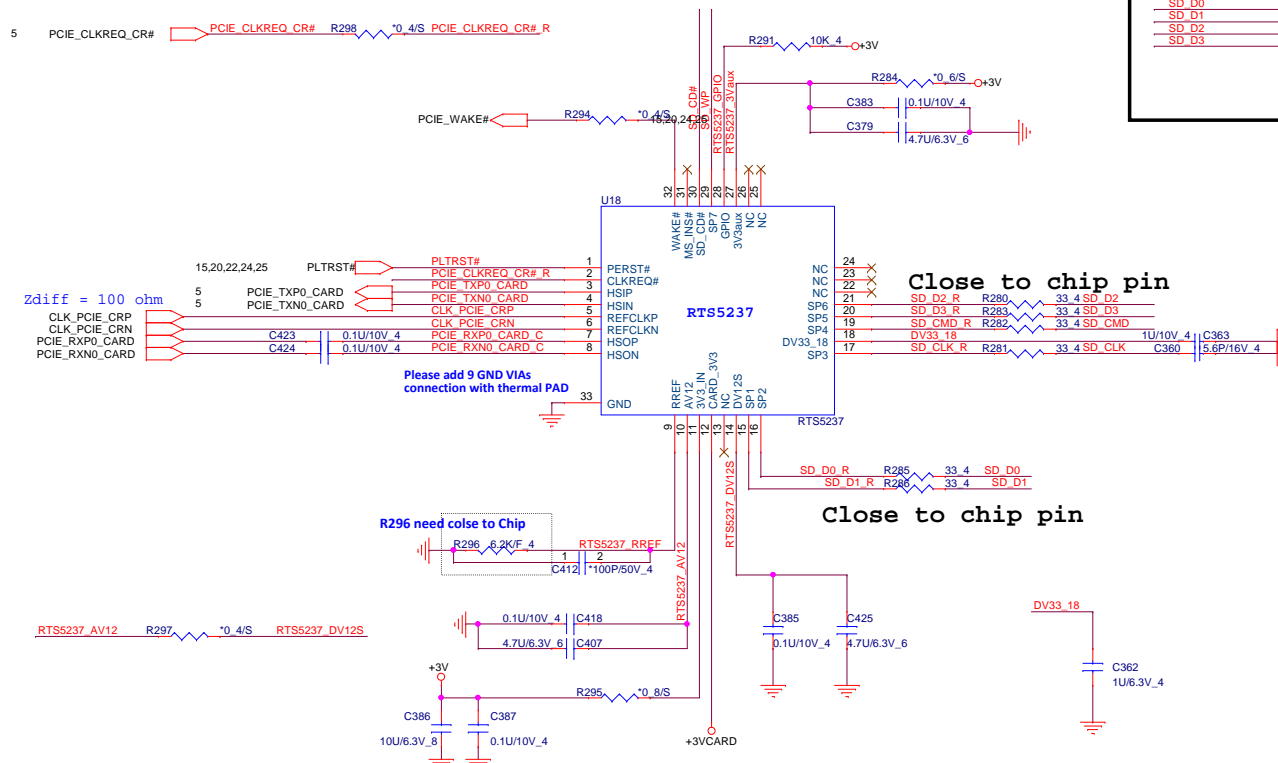 SD_D0
SD_D1
SD_D2
SD_D3
5 PCIE_CLKREQ_CR# PCIE_CLKREQ_CR# R298 *0_4/S PCIE_CLKREQ_CR#_R
R291 10K_4 +3V
R284 *0_6/S +3V
C383 0.1U/10V_4
C379 4.7U/6.3V_6
PCIE_WAKE# R294 *0_4/S 15,20,24,25
SD_CD#
SD_WP
RTS5237_GPIO
RTS5237_3Vaux
32 31 30 29 28 27 26 25
U18
WAKE# MS_INS# SD_CD# SP7 GPIO 3V3aux NC NC
15,20,22,24,25 PLTRST# PLTRST# 1 PERST#
PCIE_CLKREQ_CR#_R 2 CLKREQ#
Zdiff = 100 ohm
5 PCIE_TXP0_CARD PCIE_TXP0_CARD 3 HSIP
5 PCIE_TXN0_CARD PCIE_TXN0_CARD 4 HSIN
CLK_PCIE_CRP CLK_PCIE_CRP 5 REFCLKP
CLK_PCIE_CRN CLK_PCIE_CRN 6 REFCLKN
PCIE_RXP0_CARD C423 0.1U/10V_4 PCIE_RXP0_CARD_C 7 HSOP
PCIE_RXN0_CARD C424 0.1U/10V_4 PCIE_RXN0_CARD_C 8 HSON
RTS5237
NC 24
NC 23
NC 22
Close to chip pin
SP6 21 SD_D2_R R280 33_4 SD_D2
SP5 20 SD_D3_R R283 33_4 SD_D3
SP4 19 SD_CMD_R R282 33_4 SD_CMD
DV33_18 18 DV33_18 1U/10V_4 C363
SP3 17 SD_CLK_R R281 33_4 SD_CLK C360 5.6P/16V_4
Please add 9 GND VIAs
connection with thermal PAD
33 GND
RREF AV12 3V3_IN CARD_3V3 NC DV12S SP1 SP2
RTS5237
9 10 11 12 13 14 15 16
SD_D0_R R285 33_4 SD_D0
SD_D1_R R286 33_4 SD_D1
Close to chip pin
RTS5237_DV12S
R296 need colse to Chip
R296 6.2K/F_4 RTS5237_RREF
1 2
C412 *100P/50V_4
RTS5237_AV12
0.1U/10V_4 C418
4.7U/6.3V_6 C407
C385
0.1U/10V_4
C425
4.7U/6.3V_6
DV33_18
C362
1U/6.3V_4
RTS5237_AV12 R297 *0_4/S RTS5237_DV12S
+3V
R295 *0_8/S
C386
10U/6.3V_8
C387
0.1U/10V_4
+3VCARD